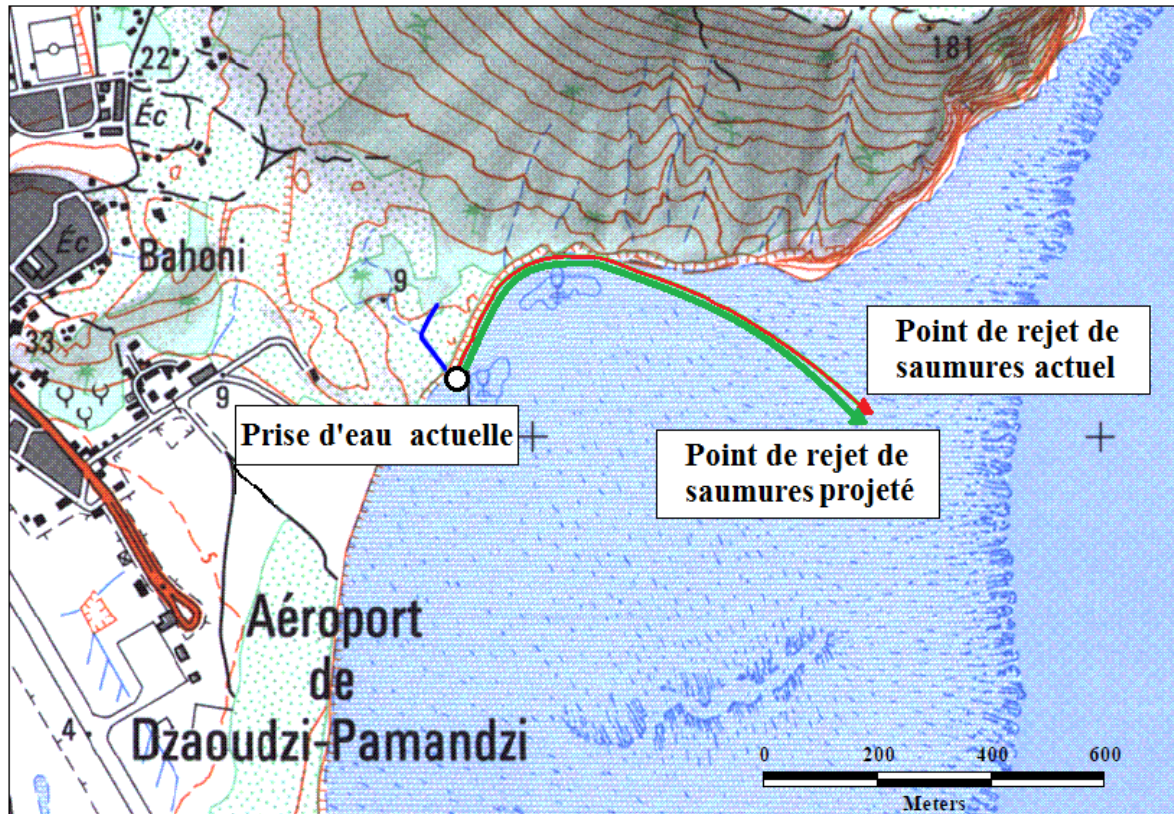 181
22
Éc
Éc
Bahoni
9
33
9
Point de rejet de
saumures actuel
Prise d'eau actuelle
Point de rejet de
saumures projeté
5
Aéroport
de
Dzaoudzi-Pamandzi
4
0 200 400 600
Meters